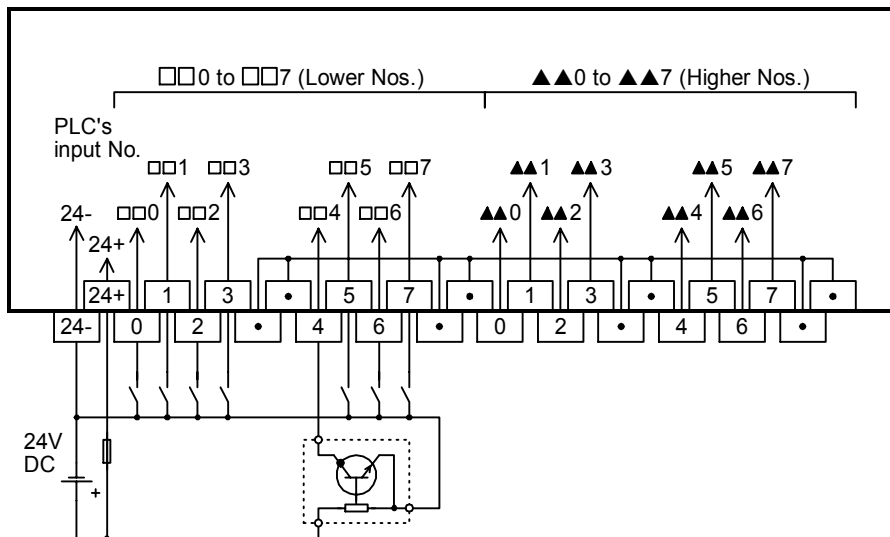 □□0 to □□7 (Lower Nos.) ▲▲0 to ▲▲7 (Higher Nos.)
PLC's
input No.
□□1 □□3 □□5 □□7 ▲▲1 ▲▲3 ▲▲5 ▲▲7
24- □□0 □□2 □□4 □□6 ▲▲0 ▲▲2 ▲▲4 ▲▲6
24+
24+ 1 3 • 5 7 • 1 3 • 5 7 •
24- 0 2 • 4 6 • 0 2 • 4 6 •
24V
DC
+